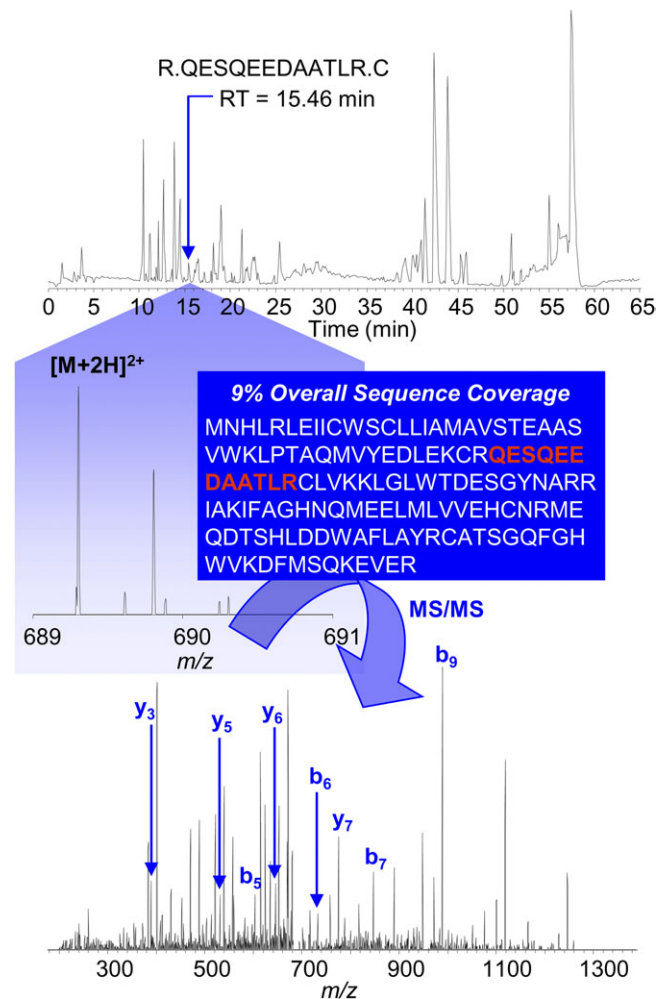 R.QESQEEDAATLR.C
RT = 15.46 min
0 5 10 15 20 25 30 35 40 45 50 55 60 65
Time (min)
[M+2H]²⁺
9% Overall Sequence Coverage
MNHLRLEIICWSCLLIAMAVSTEAAS
VWKLPTAQMVYEDLEKCRQESQEE
DAATLRCLVKKLGLWTDESGYNARR
IAKIFAGHNQMEELMLVVEHCNRME
QDTSHLDDWAFLAYRCATSGQFGH
WVKDFMSQKEVER
689 690 691
m/z
MS/MS
b₉
y₃
y₅
y₆
b₆
y₇
b₇
b₅
300 500 700 900 1100 1300
m/z